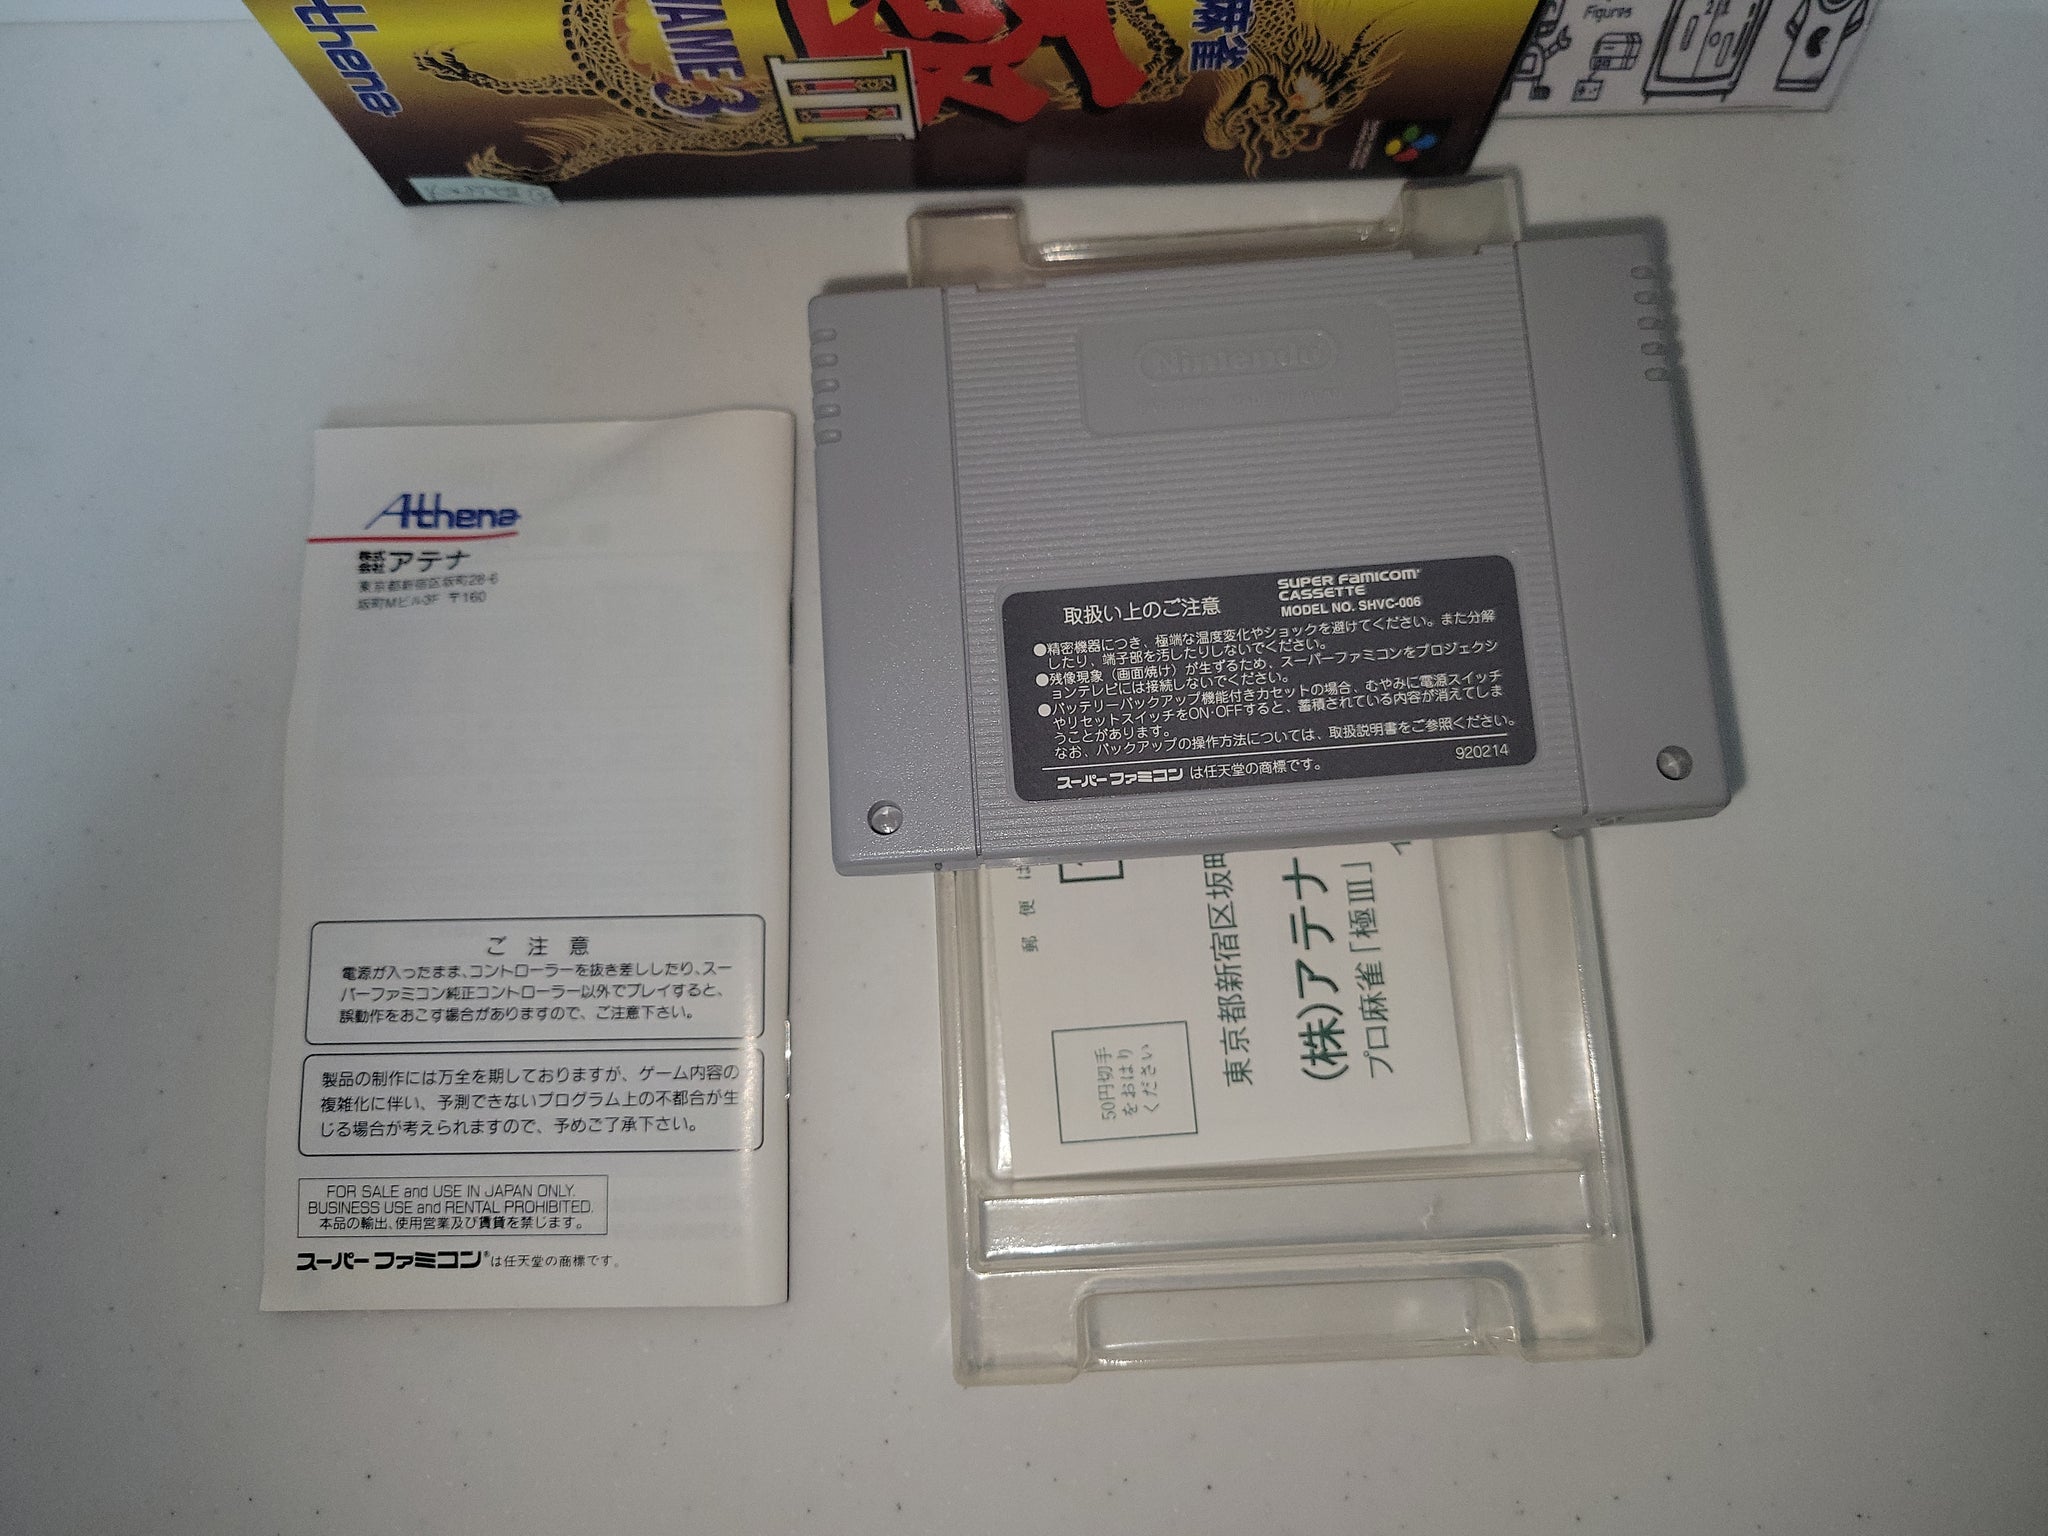 Athena
GAME 3
麻雀
極
III
Figures
Nintendo
Athena
株式会社アテナ
東京都新宿区坂町28-6
坂町Mビル3F 〒160
ご注意
電源が入ったまま、コントローラーを抜き差ししたり、スー
パーファミコン純正コントローラー以外でプレイすると、
誤動作をおこす場合がありますので、ご注意下さい。
製品の制作には万全を期しておりますが、ゲーム内容の
複雑化に伴い、予測できないプログラム上の不都合が生
じる場合が考えられますので、予めご了承下さい。
FOR SALE and USE IN JAPAN ONLY.
BUSINESS USE and RENTAL PROHIBITED.
本品の輸出、使用営業及び賃貸を禁じます。
スーパーファミコン®は任天堂の商標です。
取扱い上のご注意
SUPER FAMICOM
CASSETTE
MODEL NO. SHVC-006
●精密機器につき、極端な温度変化やショックを避けてください。また分解
したり、端子部を汚したりしないでください。
●残像現象（画面焼け）が生ずるため、スーパーファミコンをプロジェクシ
ョンテレビには接続しないでください。
●バッテリーバックアップ機能付きカセットの場合、むやみに電源スイッチ
やリセットスイッチをON・OFFすると、蓄積されている内容が消えてしま
うことがあります。
なお、バックアップの操作方法については、取扱説明書をご参照ください。
920214
スーパーファミコンは任天堂の商標です。
郵便は
50円切手
をおはり
ください
東京都新宿区坂町
(株)アテナ
プロ麻雀「極III」